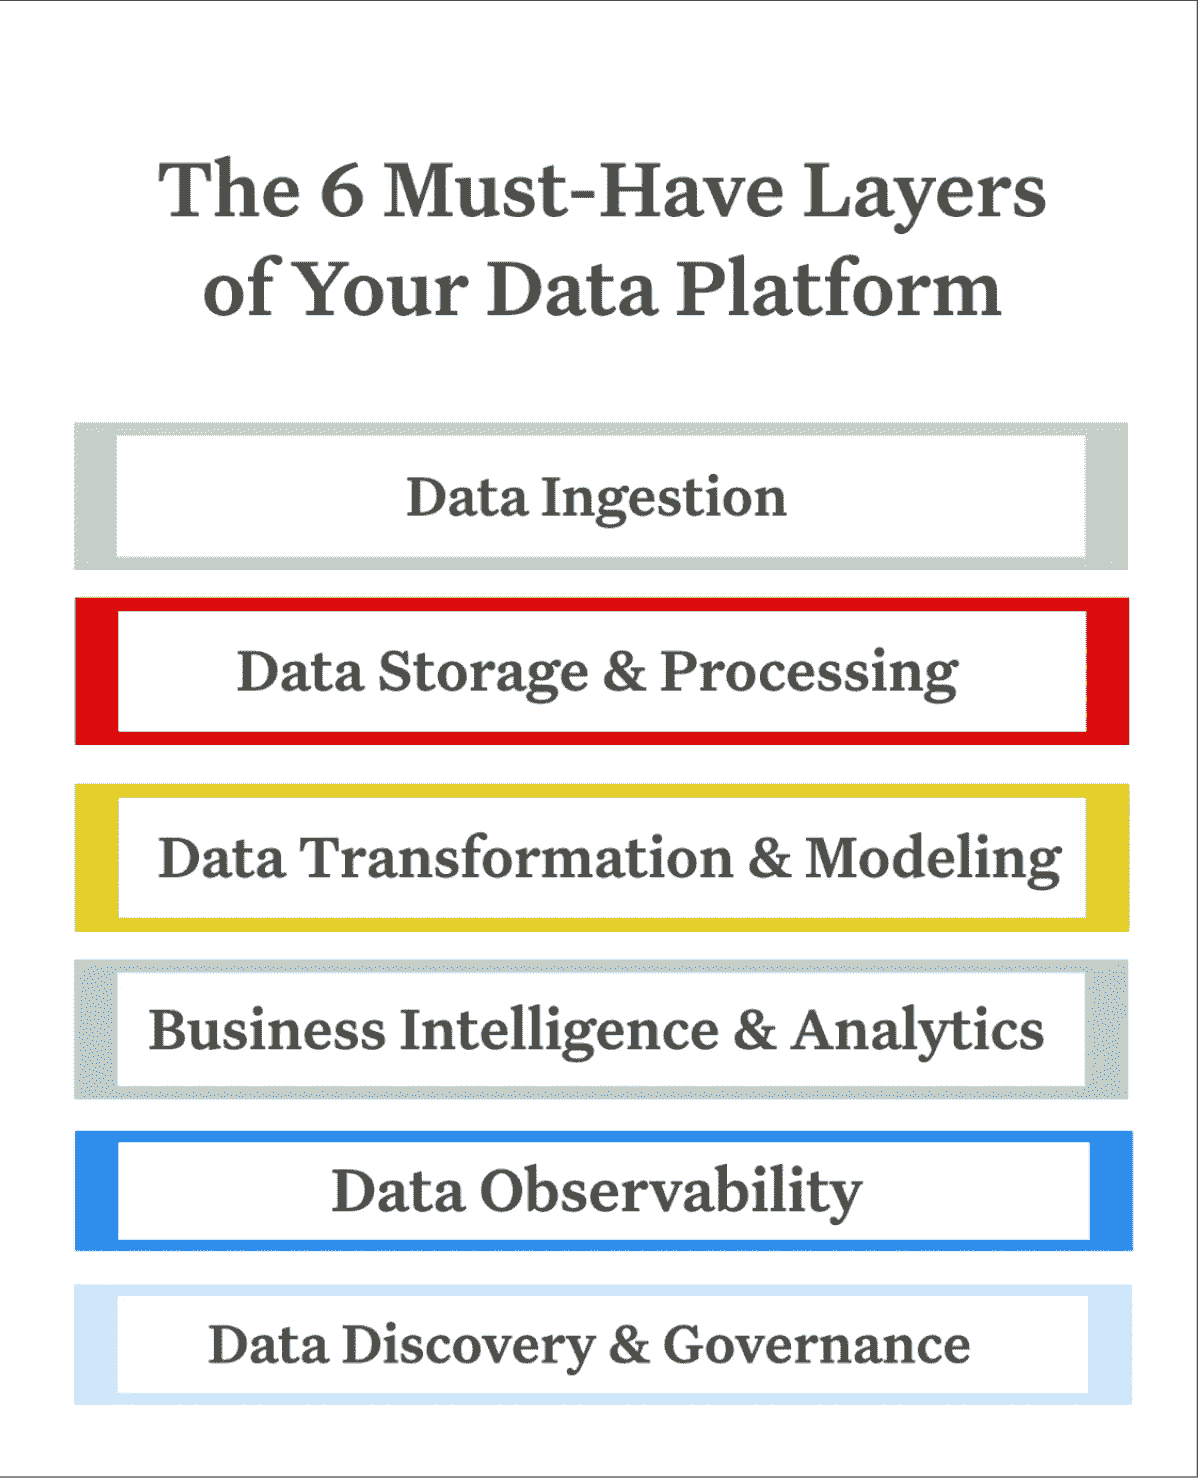 The 6 Must-Have Layers
of Your Data Platform
Data Ingestion
Data Storage & Processing
Data Transformation & Modeling
Business Intelligence & Analytics
Data Observability
Data Discovery & Governance